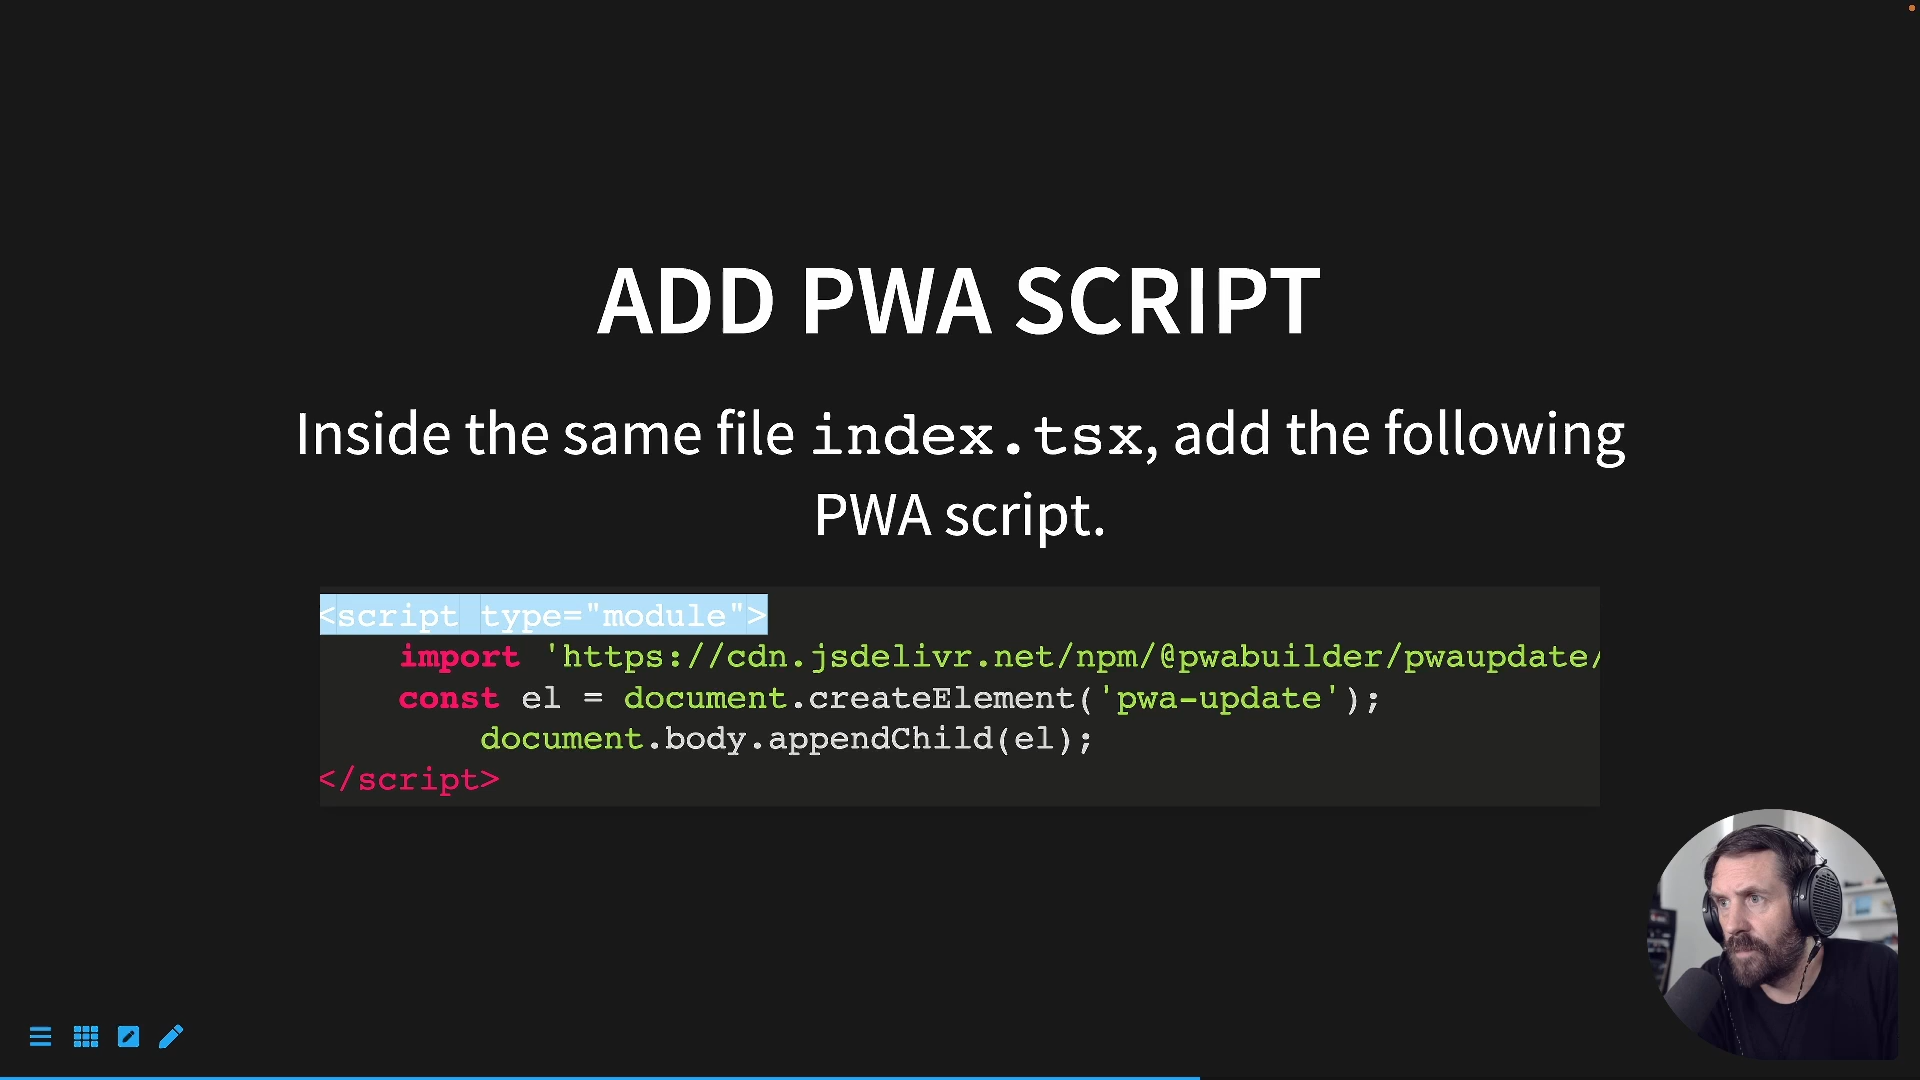 ADD PWA SCRIPT
Inside the same file index.tsx, add the following
PWA script.
<script type="module">
import 'https://cdn.jsdelivr.net/npm/@pwabuilder/pwaupdate/
const el = document.createElement('pwa-update');
document.body.appendChild(el);
</script>